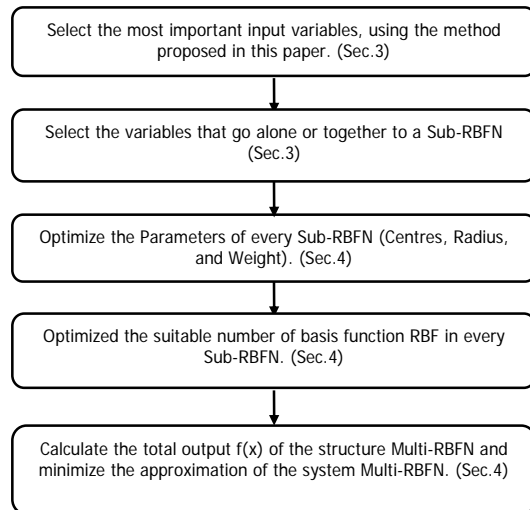 Select the most important input variables, using the method
proposed in this paper. (Sec.3)
Select the variables that go alone or together to a Sub-RBFN
(Sec.3)
Optimize the Parameters of every Sub-RBFN (Centres, Radius,
and Weight). (Sec.4)
Optimized the suitable number of basis function RBF in every
Sub-RBFN. (Sec.4)
Calculate the total output f(x) of the structure Multi-RBFN and
minimize the approximation of the system Multi-RBFN. (Sec.4)